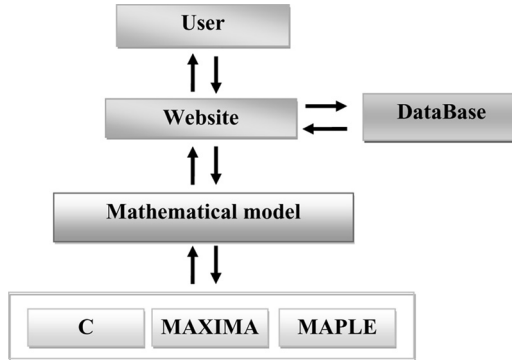 User
Website
DataBase
Mathematical model
C
MAXIMA
MAPLE